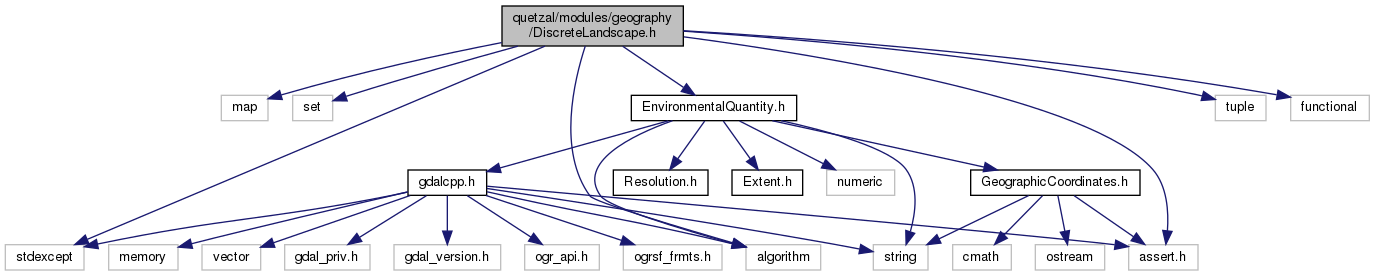 quetzal/modules/geography
/DiscreteLandscape.h
map
set
EnvironmentalQuantity.h
tuple
functional
gdalcpp.h
Resolution.h
Extent.h
numeric
GeographicCoordinates.h
stdexcept
memory
vector
gdal_priv.h
gdal_version.h
ogr_api.h
ogrsf_frmts.h
algorithm
string
cmath
ostream
assert.h